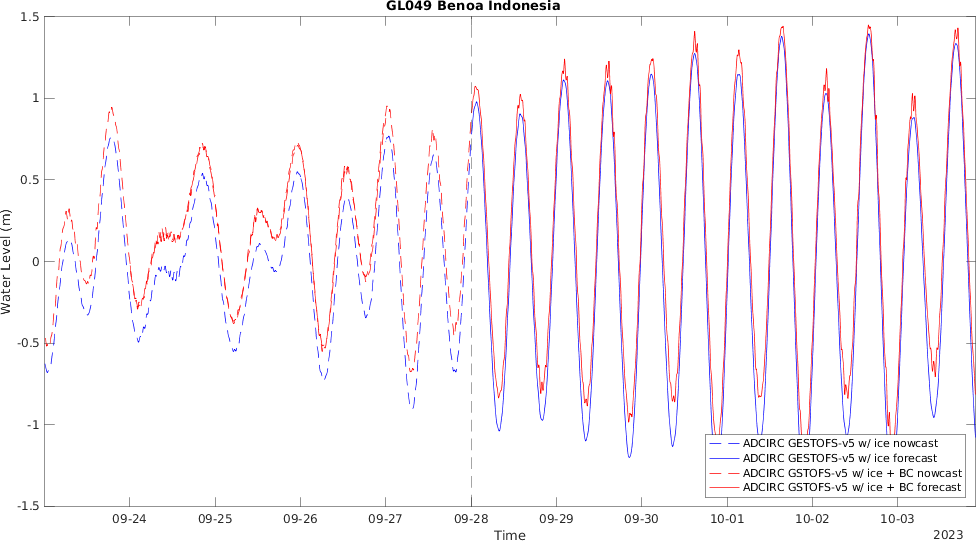 GL049 Benoa Indonesia
1.5
1
0.5
0
-0.5
-1
-1.5
Water Level (m)
09-24 09-25 09-26 09-27 09-28 09-29 09-30 10-01 10-02 10-03
Time
2023
ADCIRC GESTOFS-v5 w/ ice nowcast
ADCIRC GESTOFS-v5 w/ ice forecast
ADCIRC GSTOFS-v5 w/ ice + BC nowcast
ADCIRC GSTOFS-v5 w/ ice + BC forecast